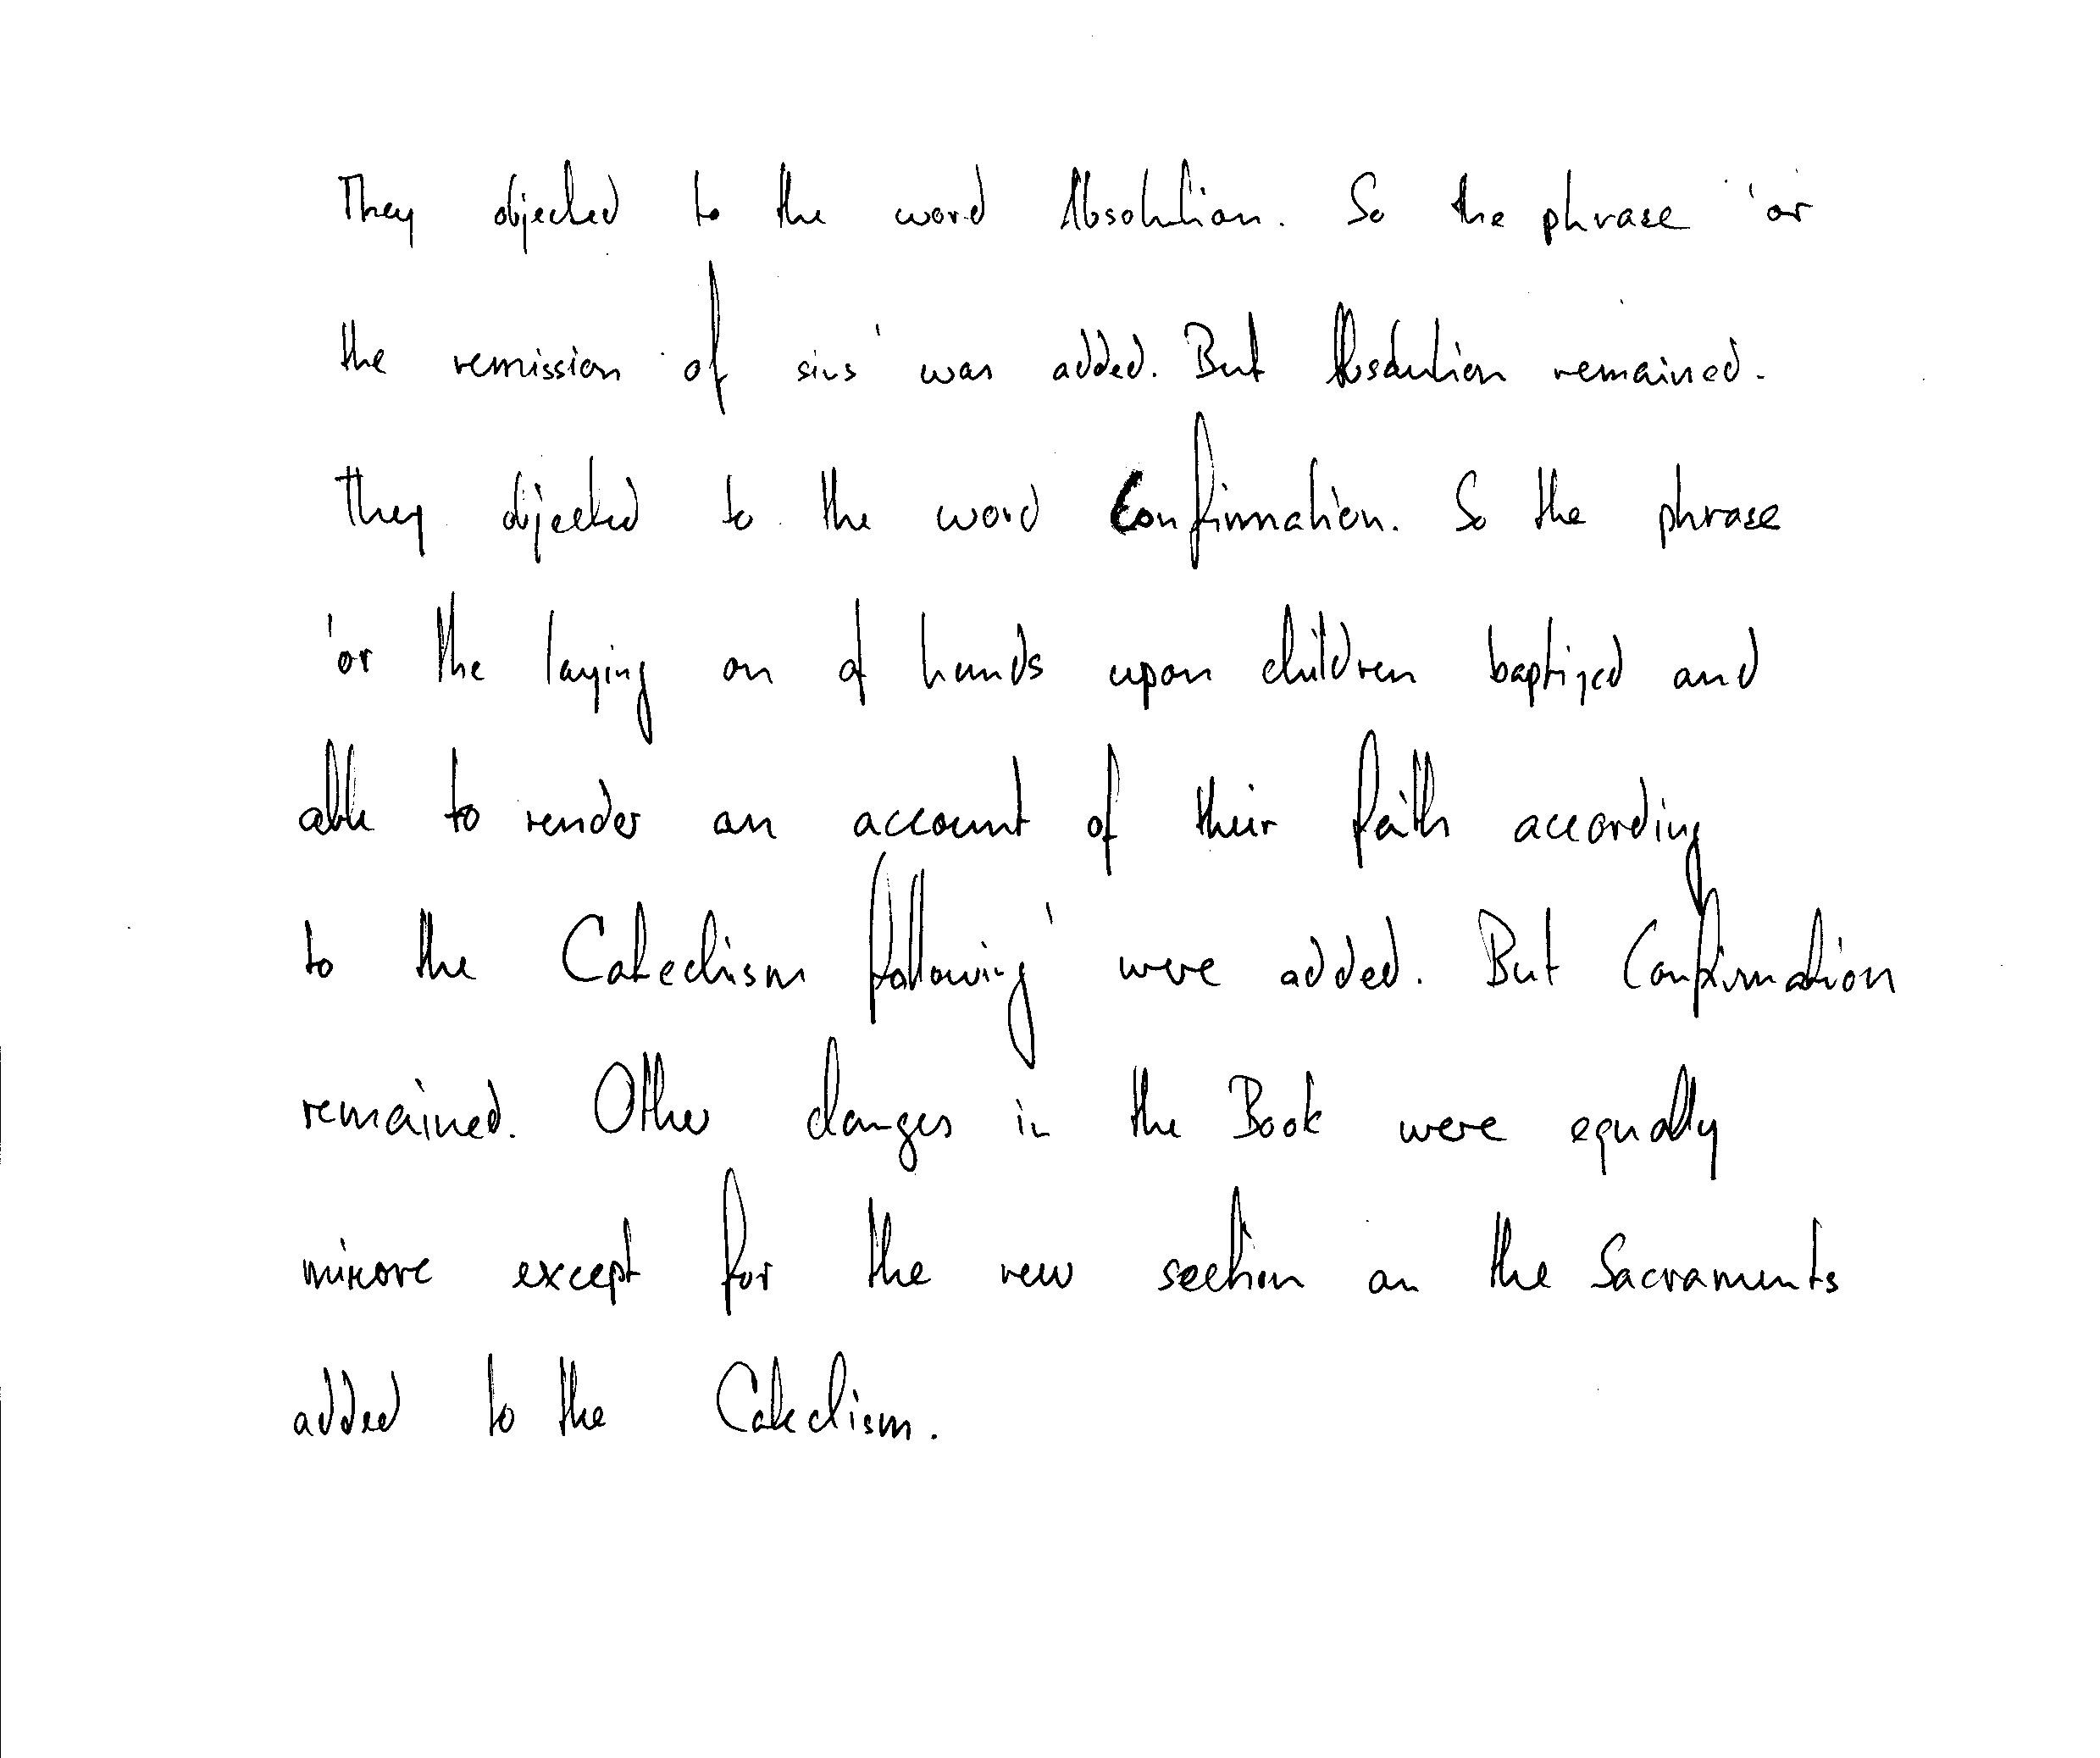 They objected to the word Absolution. So the phrase 'or
the remission of sins' was added. But Absolution remained.
They objected to the word Confirmation. So the phrase
'or the laying on of hands upon children baptized and
able to render an account of their faith according
to the Catechism following' were added. But Confirmation
remained. Other changes in the Book were equally
minore except for the new section on the Sacraments
added to the Catechism.